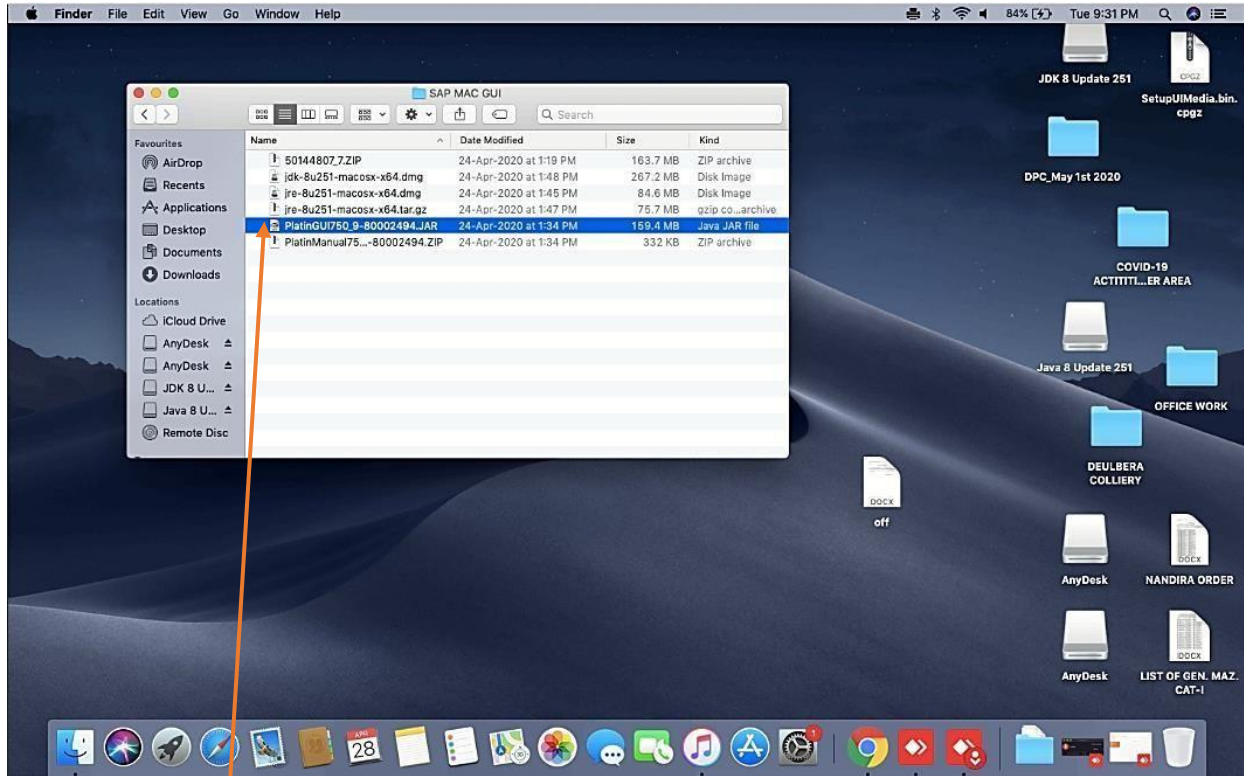 Finder File Edit View Go Window Help 84% Tue 9:31 PM
SAP MAC GUI
Search
Favourites
AirDrop
Recents
Applications
Desktop
Documents
Downloads
Locations
iCloud Drive
AnyDesk
AnyDesk
JDK 8 U...
Java 8 U...
Remote Disc
Name Date Modified Size Kind
50144807_7.ZIP 24-Apr-2020 at 1:19 PM 163.7 MB ZIP archive
jdk-8u251-macosx-x64.dmg 24-Apr-2020 at 1:48 PM 267.2 MB Disk Image
jre-8u251-macosx-x64.dmg 24-Apr-2020 at 1:45 PM 84.6 MB Disk Image
jre-8u251-macosx-x64.tar.gz 24-Apr-2020 at 1:47 PM 75.7 MB gzip co...archive
PlatinGUI750_9-80002494.JAR 24-Apr-2020 at 1:34 PM 159.4 MB Java JAR file
PlatinManual75...-80002494.ZIP 24-Apr-2020 at 1:34 PM 332 KB ZIP archive
JDK 8 Update 251
CPGZ
SetupUIMedia.bin.
cpgz
DPC_May 1st 2020
COVID-19
ACTITITI...ER AREA
Java 8 Update 251
OFFICE WORK
DEULBERA
COLLIERY
DOCX
off
AnyDesk
DOCX
NANDIRA ORDER
AnyDesk
DOCX
LIST OF GEN. MAZ.
CAT-I
APR
28
1